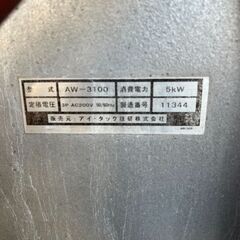 型式 AW-3100 消費電力 5kW
定格電圧 3P AC200V 50/60Hz 製造番号 11344
販売元:アイ・タック技研株式会社